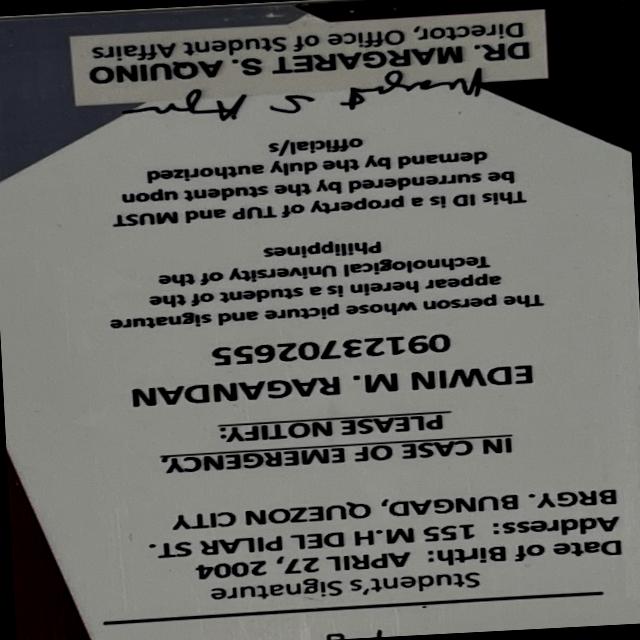 Student's Signature
Date of Birth: APRIL 27, 2004
Address: 155 M.H DEL PILAR ST.
BRGY. BUNGAD, QUEZON CITY
IN CASE OF EMERGENCY,
PLEASE NOTIFY:
EDWIN M. RAGANDAN
09123702655
The person whose picture and signature
appear herein is a student of the
Technological University of the
Philippines
This ID is a property of TUP and MUST
be surrendered by the student upon
demand by the duly authorized
official/s
DR. MARGARET S. AQUINO
Director, Office of Student Affairs